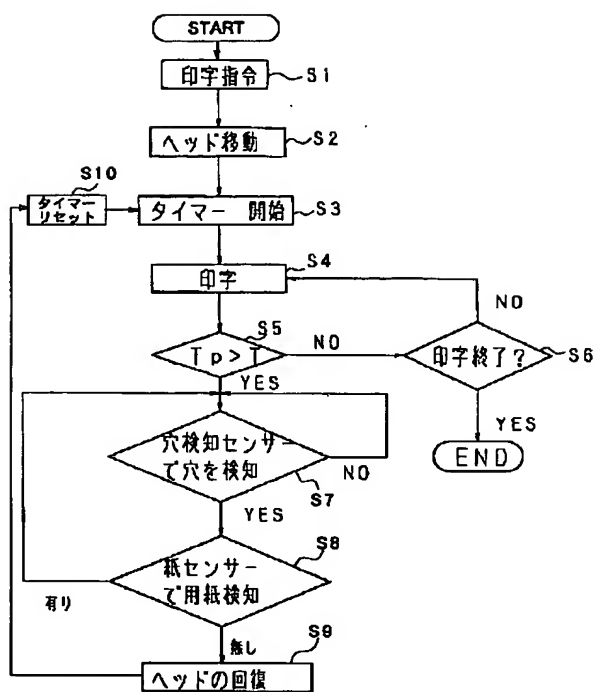 START
印字指令
S1
ヘッド移動
S2
S10
タイマー
リセット
タイマー 開始
S3
S4
印字
NO
S5
Tp>T
NO
印字終了?
S6
YES
YES
END
穴検知センサー
で穴を検知
NO
S7
YES
S8
紙センサー
で用紙検知
有り
無し
S9
ヘッドの回復